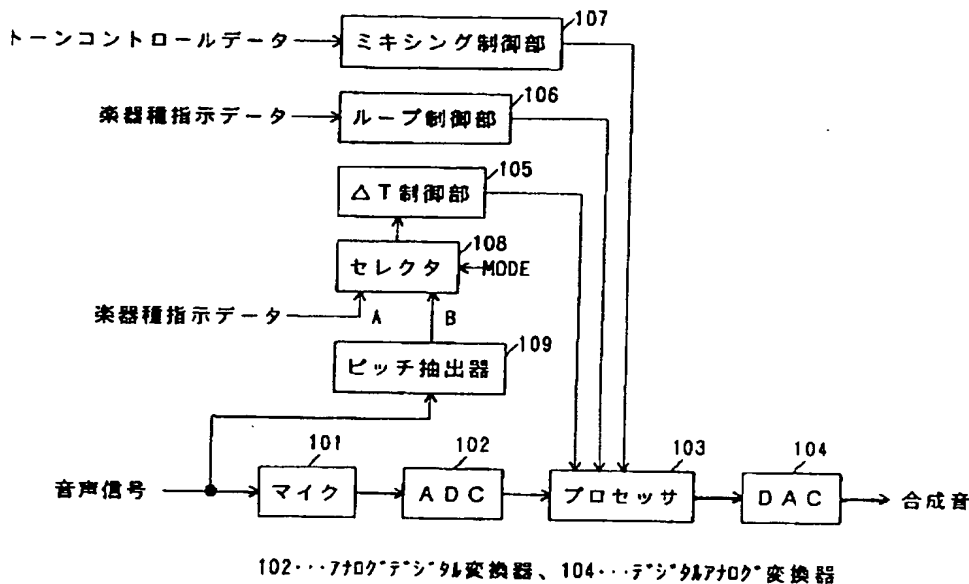 107
トーンコントロールデータ
ミキシング制御部
106
楽器種指示データ
ループ制御部
105
△T制御部
108
セレクタ
MODE
楽器種指示データ
A
B
109
ピッチ抽出器
101
102
103
104
音声信号
マイク
ADC
プロセッサ
DAC
合成音
102・・・ｱﾅﾛｸﾞﾃﾞｼﾞﾀﾙ変換器、104・・・ﾃﾞｼﾞﾀﾙｱﾅﾛｸﾞ変換器